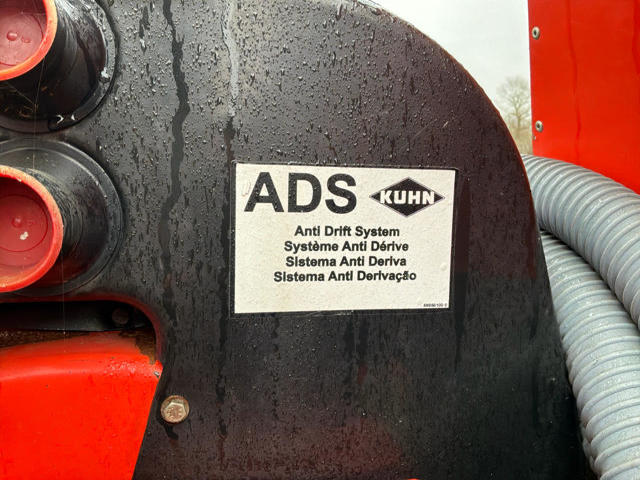 ADS KUHN
Anti Drift System
Système Anti Dérive
Sistema Anti Deriva
Sistema Anti Derivação